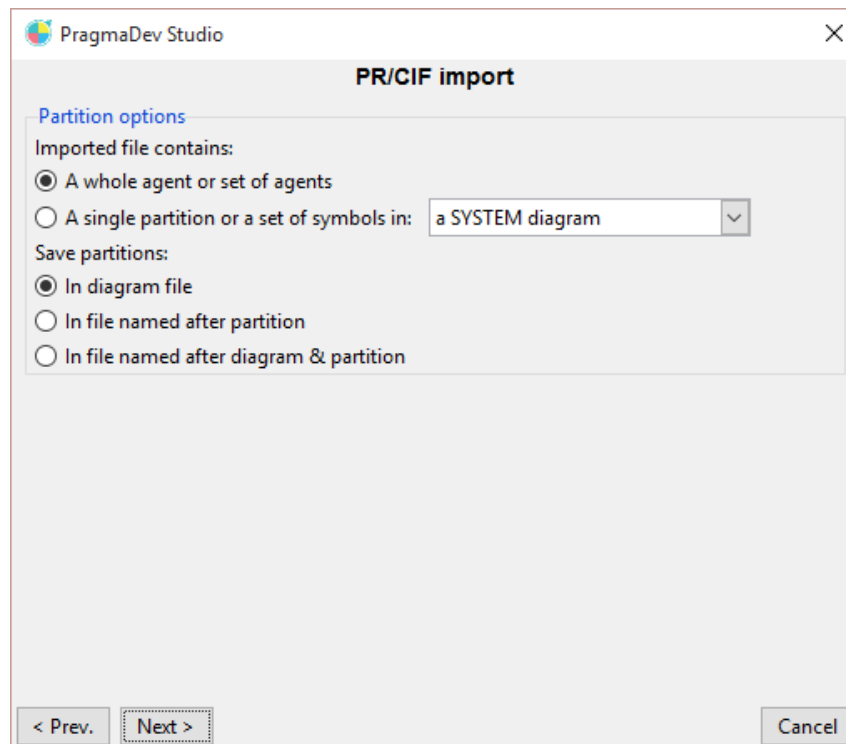 PragmaDev Studio
PR/CIF import
Partition options
Imported file contains:
A whole agent or set of agents
A single partition or a set of symbols in: a SYSTEM diagram
Save partitions:
In diagram file
In file named after partition
In file named after diagram & partition
< Prev. Next > Cancel